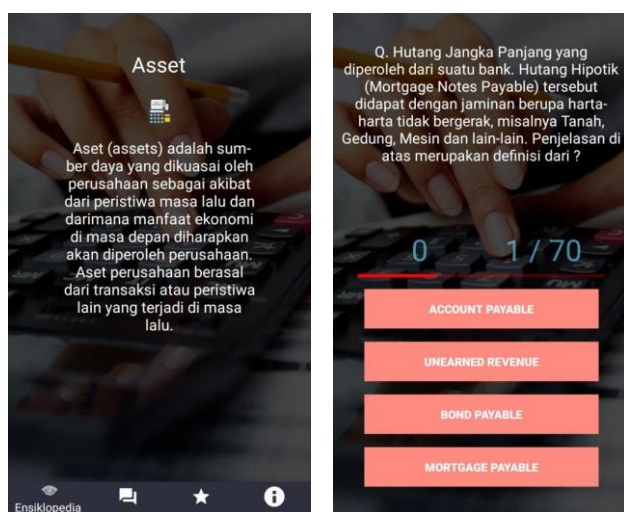 Asset
Aset (assets) adalah sum-
ber daya yang dikuasai oleh
perusahaan sebagai akibat
dari peristiwa masa lalu dan
darimana manfaat ekonomi
di masa depan diharapkan
akan diperoleh perusahaan.
Aset perusahaan berasal
dari transaksi atau peristiwa
lain yang terjadi di masa
lalu.
Ensiklopedia
Q. Hutang Jangka Panjang yang
diperoleh dari suatu bank. Hutang Hipotik
(Mortgage Notes Payable) tersebut
didapat dengan jaminan berupa harta-
harta tidak bergerak, misalnya Tanah,
Gedung, Mesin dan lain-lain. Penjelasan di
atas merupakan definisi dari ?
0 1 / 70
ACCOUNT PAYABLE
UNEARNED REVENUE
BOND PAYABLE
MORTGAGE PAYABLE